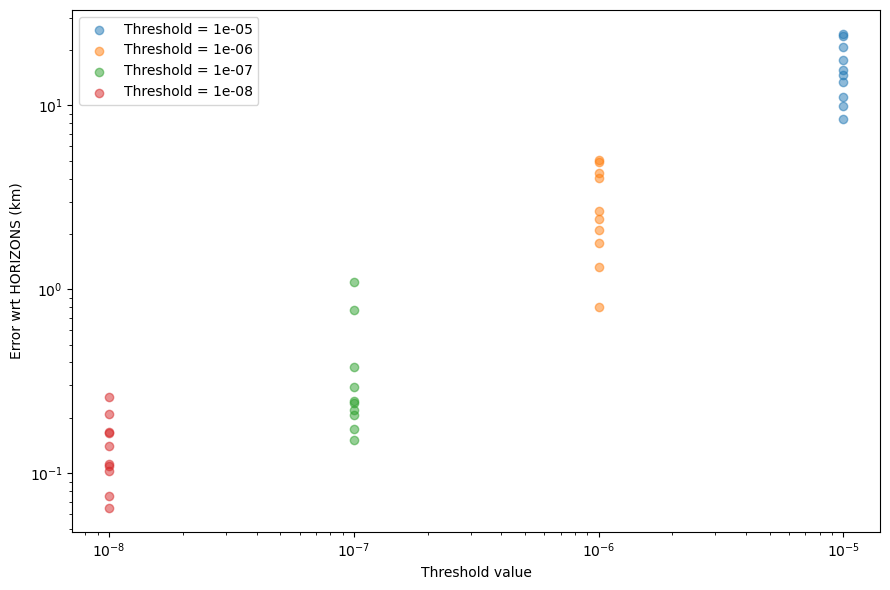 Threshold = 1e-05
Threshold = 1e-06
Threshold = 1e-07
Threshold = 1e-08
Error wrt HORIZONS (km)
10¹
10⁰
10⁻¹
10⁻⁸ 10⁻⁷ 10⁻⁶ 10⁻⁵
Threshold value